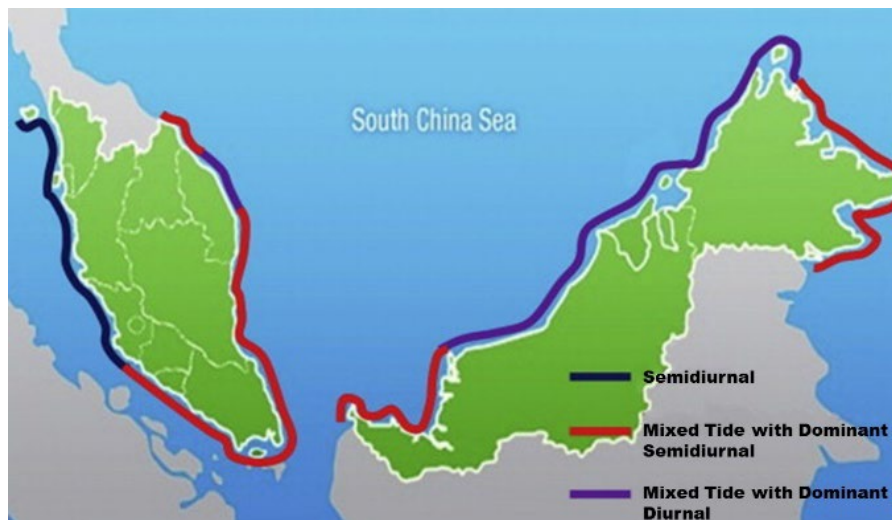 South China Sea
Semidiurnal
Mixed Tide with Dominant
Semidiurnal
Mixed Tide with Dominant
Diurnal